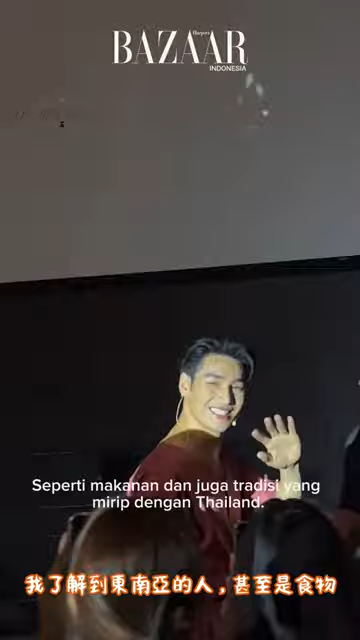 Harper's
BAZAAR
INDONESIA
Seperti makanan dan juga tradisi yang
mirip dengan Thailand.
我了解到東南亞的人，甚至是食物